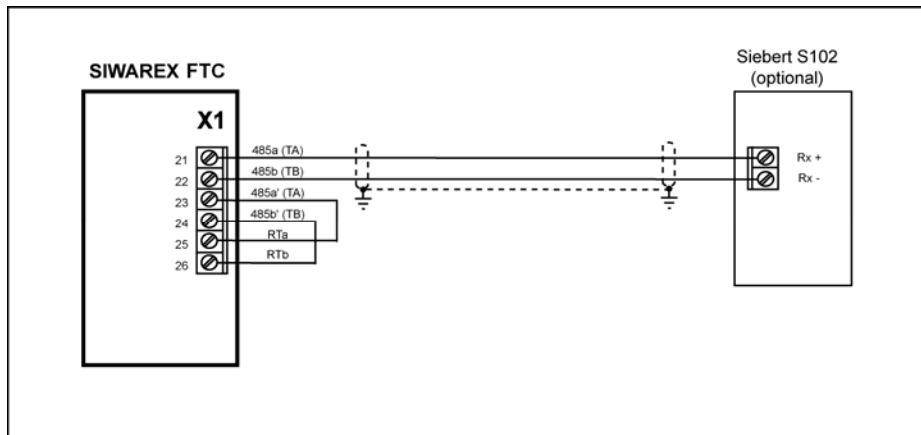 Siebert S102
(optional)
SIWAREX FTC
X1
21 485a (TA)
22 485b (TB)
23 485a' (TA)
24 485b' (TB)
25 RTa
26 RTb
Rx +
Rx -